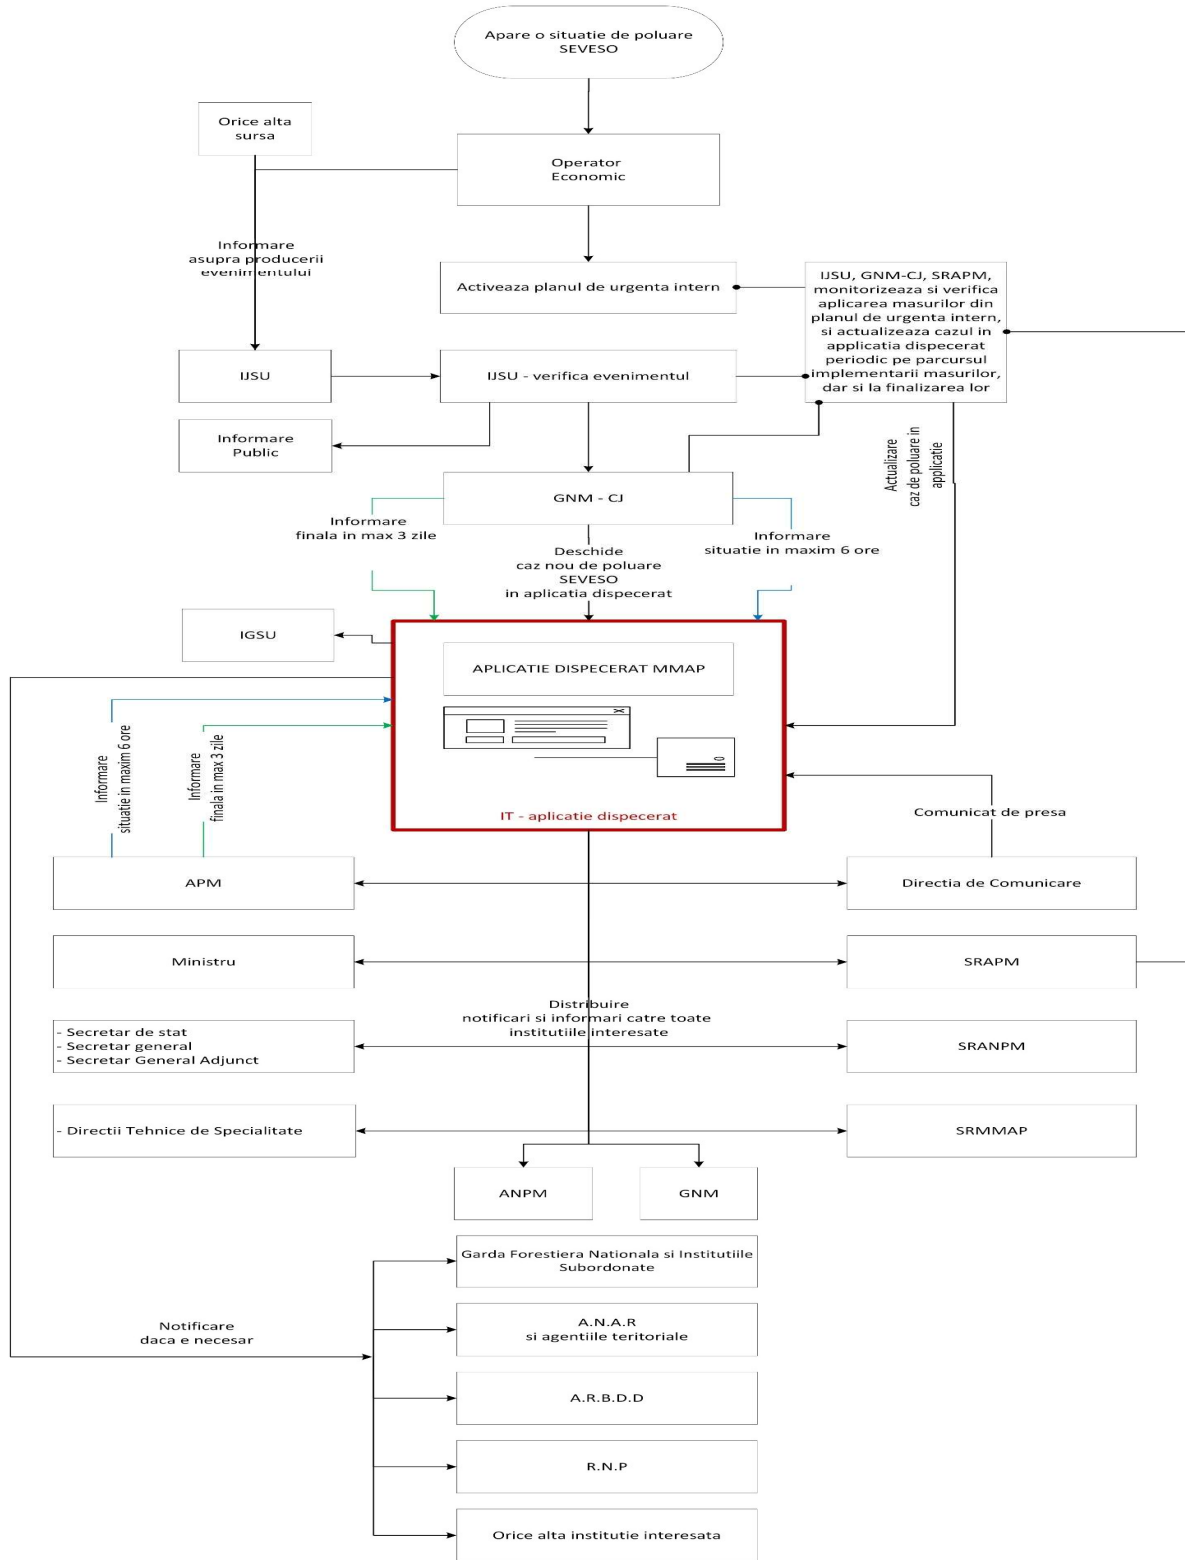 Apare o situatie de poluare
SEVESO
Orice alta
sursa
Operator
Economic
Informare
asupra producerii
evenimentului
Activeaza planul de urgenta intern
IJSU, GNM-CJ, SRAPM,
monitorizeaza si verifica
aplicarea masurilor din
planul de urgenta intern,
si actualizeaza cazul in
applicatia dispecerat
periodic pe parcursul
implementarii masurilor,
dar si la finalizarea lor
IJSU
IJSU - verifica evenimentul
Informare
Public
Actualizare
caz de poluare in
applicatie
GNM - CJ
Informare
finala in max 3 zile
Deschide
caz nou de poluare
SEVESO
in aplicatia dispecerat
Informare
situatie in maxim 6 ore
IGSU
APLICATIE DISPECERAT MMAP
Informare
situatie in maxim 6 ore
Informare
finala in max 3 zile
IT - aplicatie dispecerat
Comunicat de presa
APM
Directia de Comunicare
Ministru
SRAPM
Distribuire
notificari si informari catre toate
institutiile interesate
- Secretar de stat
- Secretar general
- Secretar General Adjunct
SRANPM
- Directii Tehnice de Specialitate
SRMMAP
ANPM
GNM
Garda Forestiera Nationala si Institutiile
Subordonate
Notificare
daca e necesar
A.N.A.R
si agentiile teritoriale
A.R.B.D.D
R.N.P
Orice alta institutie interesata